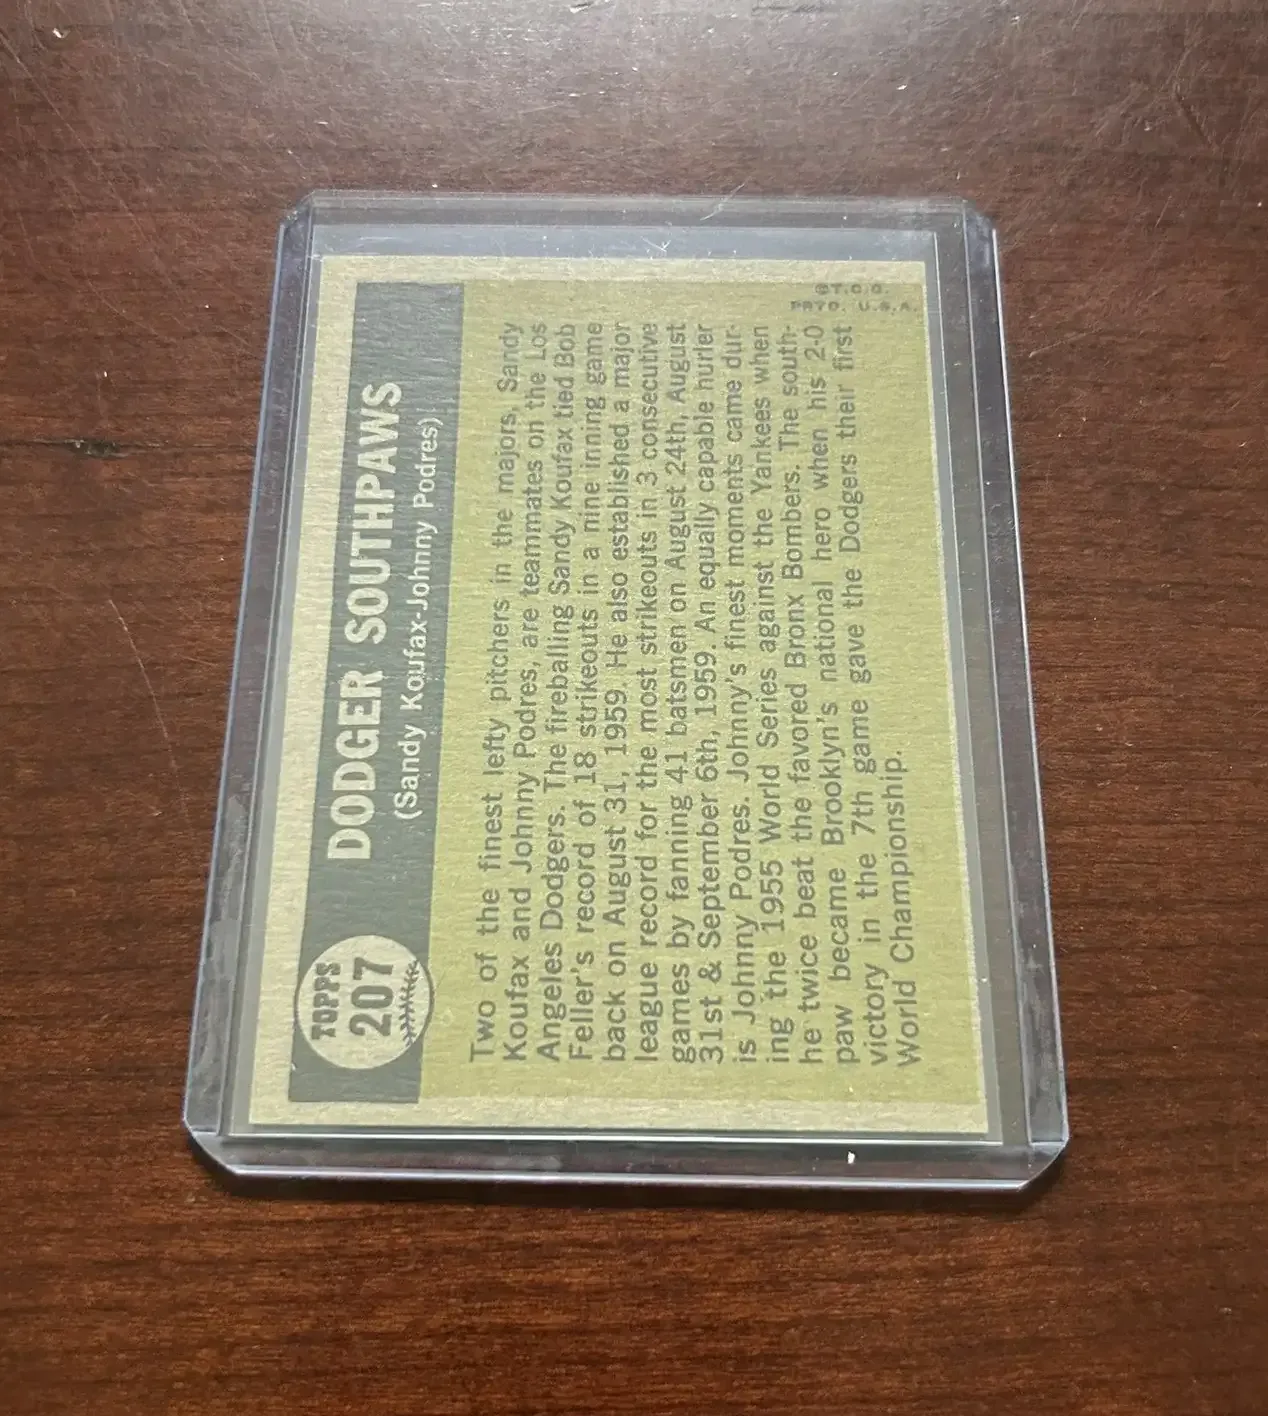 TOPPS
207
DODGER SOUTHPAWS
(Sandy Koufax-Johnny Podres)
Two of the finest lefty pitchers in the majors, Sandy
Koufax and Johnny Podres, are teammates on the Los
Angeles Dodgers. The fireballing Sandy Koufax tied Bob
Feller's record of 18 strikeouts in a nine inning game
back on August 31, 1959. He also established a major
league record for the most strikeouts in 3 consecutive
games by fanning 41 batsmen on August 24th, August
31st & September 6th, 1959. An equally capable hurler
is Johnny Podres. Johnny's finest moments came dur-
ing the 1955 World Series against the Yankees when
he twice beat the favored Bronx Bombers. The south-
paw became Brooklyn's national hero when his 2-0
victory in the 7th game gave the Dodgers their first
World Championship.
©T.C.G.
U.S.A.